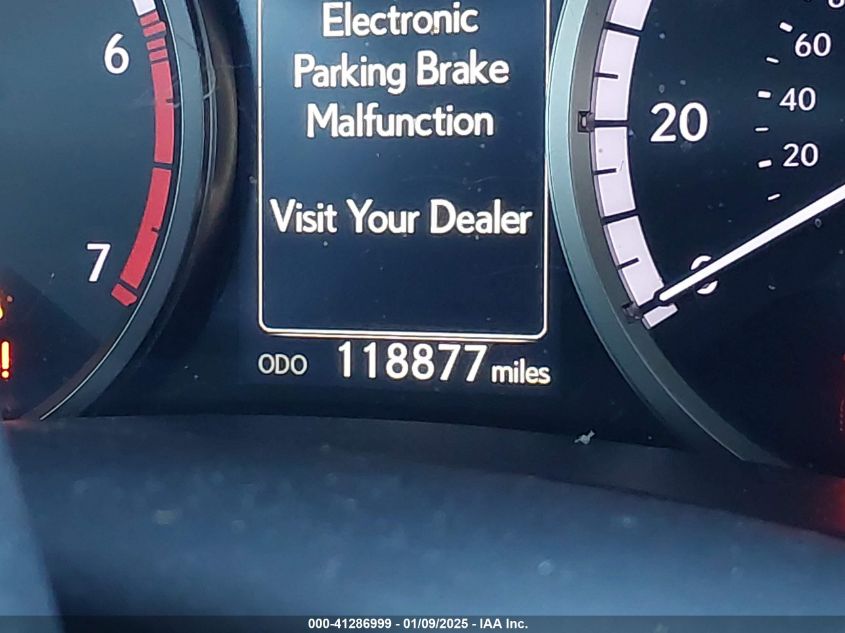 Electronic
Parking Brake
Malfunction
Visit Your Dealer
ODO 118877 miles
6
7
20
0
60
40
20
000-41286999 - 01/09/2025 - IAA Inc.